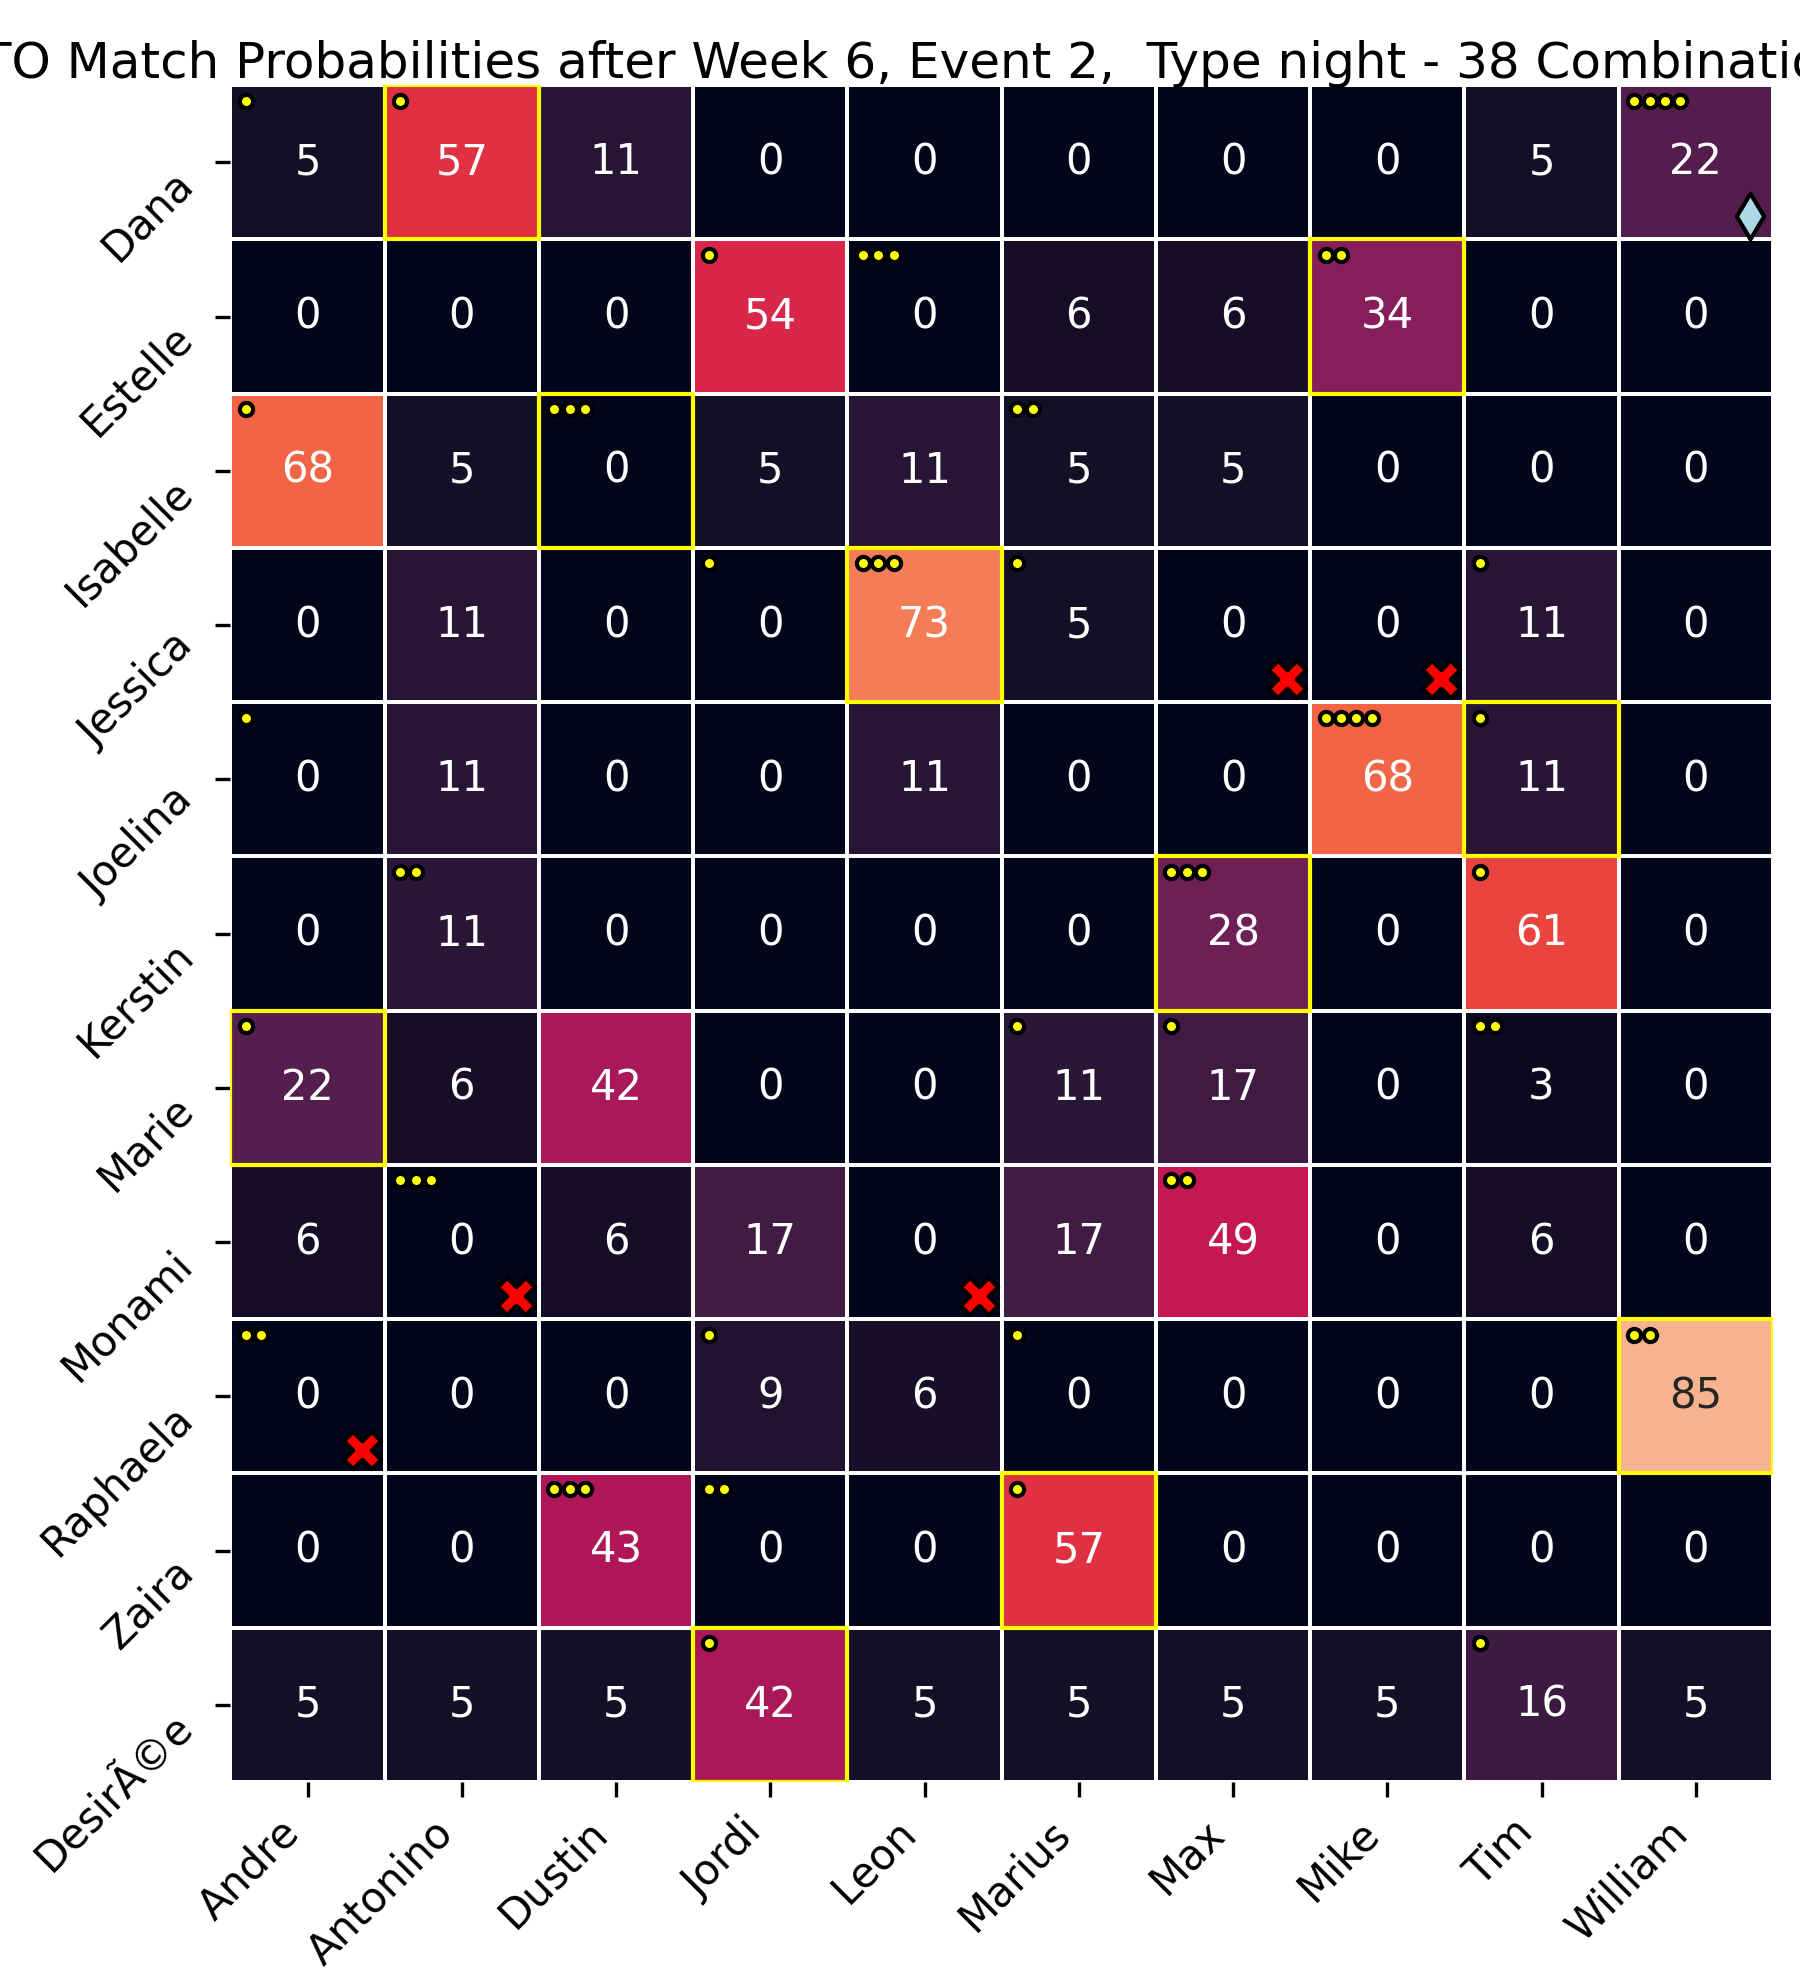 TO Match Probabilities after Week 6, Event 2, Type night - 38 Combinatio
Dana 5 57 11 0 0 0 0 0 5 22
Estelle 0 0 0 54 0 6 6 34 0 0
Isabelle 68 5 0 5 11 5 5 0 0 0
Jessica 0 11 0 0 73 5 0 0 11 0
Joelina 0 11 0 0 11 0 0 68 11 0
Kerstin 0 11 0 0 0 0 28 0 61 0
Marie 22 6 42 0 0 11 17 0 3 0
Monami 6 0 6 17 0 17 49 0 6 0
Raphaela 0 0 0 9 6 0 0 0 0 85
Zaira 0 0 43 0 0 57 0 0 0 0
DesirÃ©e 5 5 5 42 5 5 5 5 16 5
Andre Antonino Dustin Jordi Leon Marius Max Mike Tim William